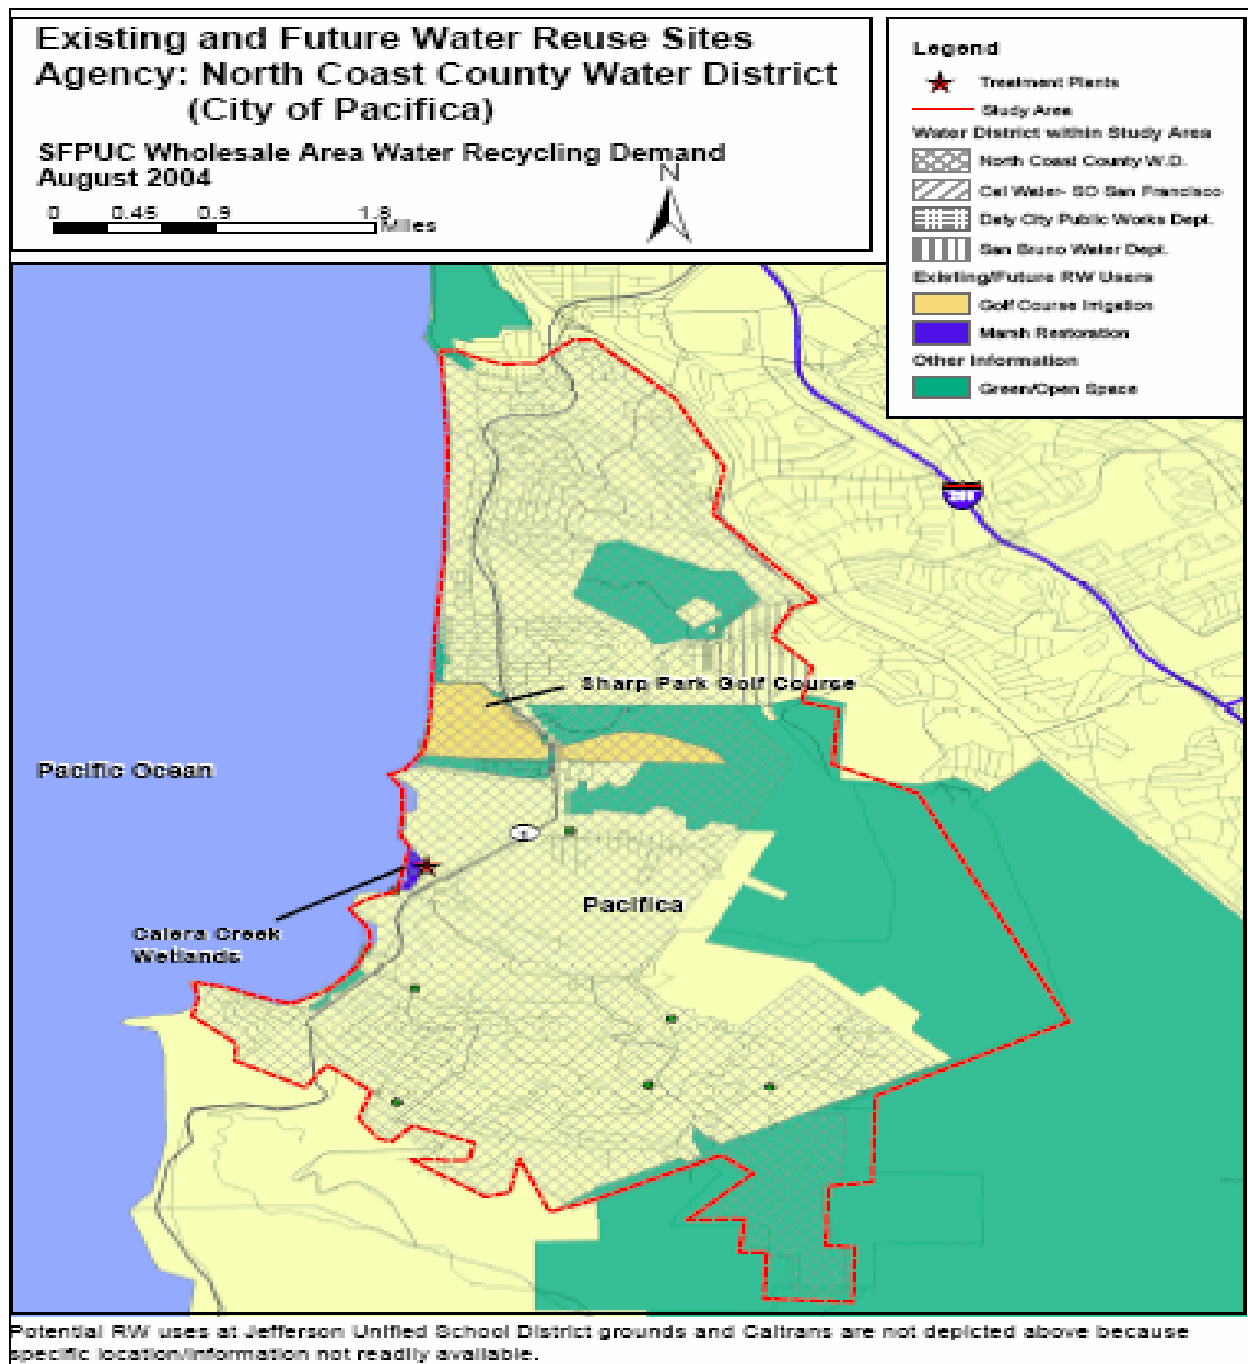 Existing and Future Water Reuse Sites
Agency: North Coast County Water District
(City of Pacifica)
SFPUC Wholesale Area Water Recycling Demand
August 2004
N
0 0.45 0.9 1.8
Miles
Legend
Treatment Plants
Study Area
Water District within Study Area
North Coast County W.D.
Cal Water- SO San Francisco
Daly City Public Works Dept.
San Bruno Water Dept.
Existing/Future RW Users
Golf Course Irrigation
Marsh Restoration
Other Information
Green/Open Space
Sharp Park Golf Course
Pacific Ocean
1
Pacifica
Calera Creek
Wetlands
Potential RW uses at Jefferson Unified School District grounds and Caltrans are not depicted above because
specific location/information not readily available.